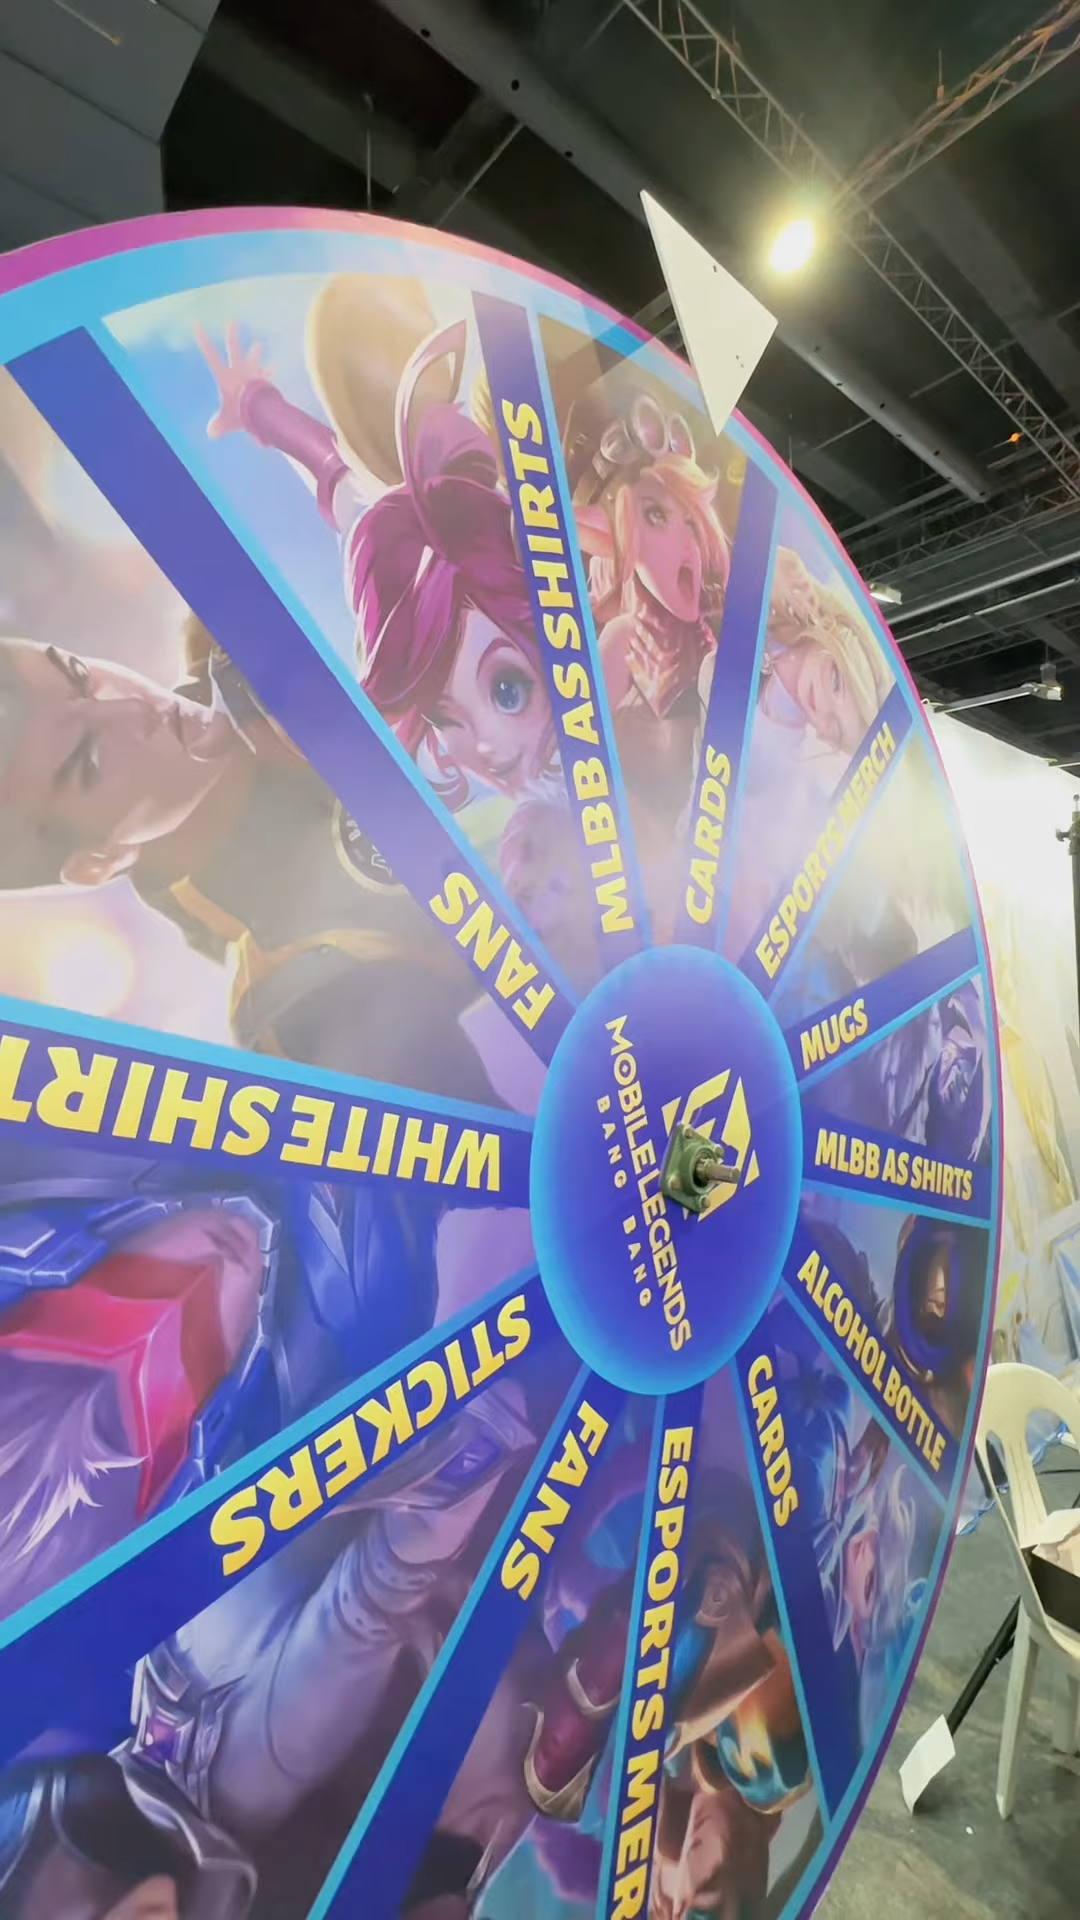 MLBB AS SHIRTS
CARDS
ESPORTS MERCH
FANS
MUGS
WHITE SHIRT
MOBILE LEGENDS
BANG BANG
MLBB AS SHIRTS
ALCOHOL BOTTLE
STICKERS
CARDS
FANS
ESPORTS MER